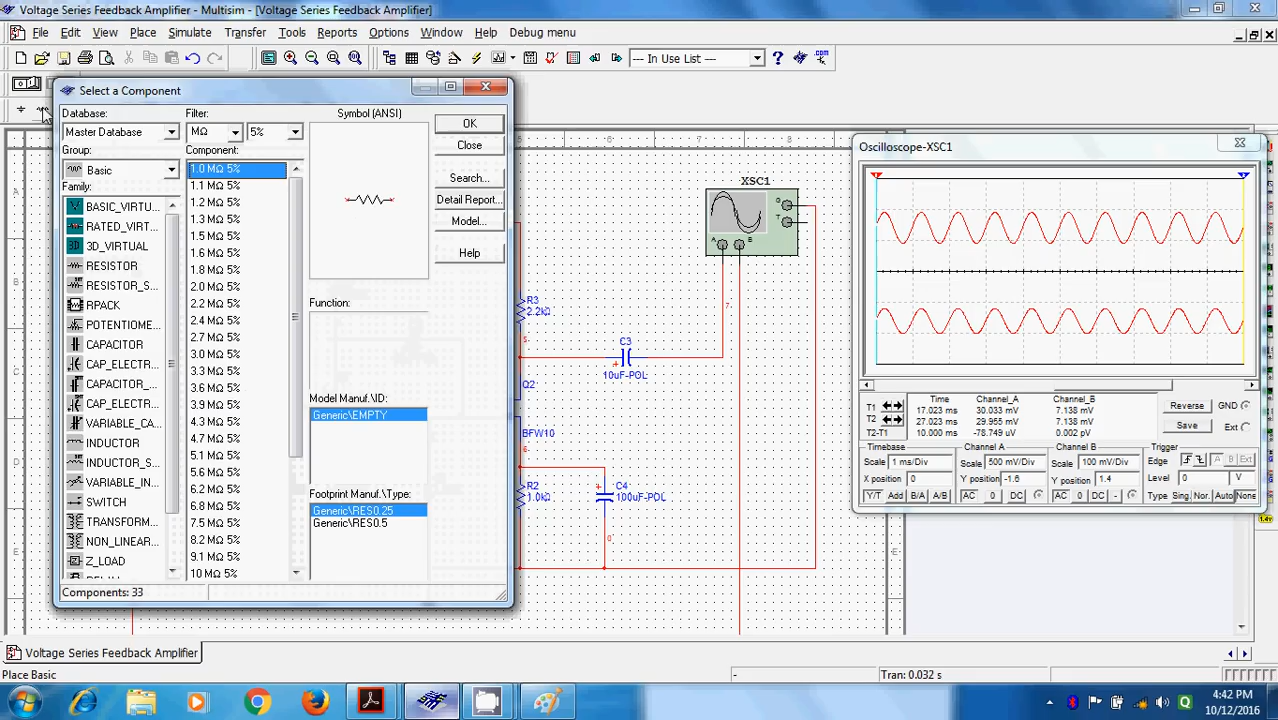 Voltage Series Feedback Amplifier - Multisim - [Voltage Series Feedback Amplifier]
File Edit View Place Simulate Transfer Tools Reports Options Window Help Debug menu
--- In Use List ---
.com
Select a Component
Database:
Master Database
Group:
Basic
Family:
BASIC_VIRTU...
RATED_VIRT...
3D_VIRTUAL
RESISTOR
RESISTOR_S...
RPACK
POTENTIOME...
CAPACITOR
CAP_ELECTR...
CAPACITOR_...
CAP_ELECT...
VARIABLE_CA...
INDUCTOR
INDUCTOR_S...
VARIABLE_IN...
SWITCH
TRANSFORM...
NON_LINEAR...
Z_LOAD
Filter:
MΩ 5%
Component:
1.0 MΩ 5%
1.1 MΩ 5%
1.2 MΩ 5%
1.3 MΩ 5%
1.5 MΩ 5%
1.6 MΩ 5%
1.8 MΩ 5%
2.0 MΩ 5%
2.2 MΩ 5%
2.4 MΩ 5%
2.7 MΩ 5%
3.0 MΩ 5%
3.3 MΩ 5%
3.6 MΩ 5%
3.9 MΩ 5%
4.3 MΩ 5%
4.7 MΩ 5%
5.1 MΩ 5%
5.6 MΩ 5%
6.2 MΩ 5%
6.8 MΩ 5%
7.5 MΩ 5%
8.2 MΩ 5%
9.1 MΩ 5%
10 MΩ 5%
Symbol (ANSI)
Function:
Model Manuf.\ID:
Generic\EMPTY
Footprint Manuf.\Type:
Generic\RES0.25
Generic\RES0.5
OK
Close
Search...
Detail Report...
Model...
Help
Components: 33
7 8
XSC1
G
T
A B
R3
2.2kΩ
C3
10uF-POL
7
Q2
BFW10
R2
1.0kΩ
C4
100uF-POL
0
E
Oscilloscope-XSC1
Time Channel_A Channel_B
T1 17.023 ms 30.033 mV 7.138 mV
T2 27.023 ms 29.955 mV 7.138 mV
T2-T1 10.000 ms -78.749 uV 0.002 pV
Reverse
Save
GND
Ext
Timebase
Scale 1 ms/Div
X position 0
Y/T Add B/A A/B
Channel A
Scale 500 mV/Div
Y position -1.6
AC 0 DC
Channel B
Scale 100 mV/Div
Y position 1.4
AC 0 DC -
Trigger
Edge A B Ext
Level 0 V
Type Sing. Nor. Auto None
Voltage Series Feedback Amplifier
Place Basic
-
Tran: 0.032 s
4:42 PM
10/12/2016